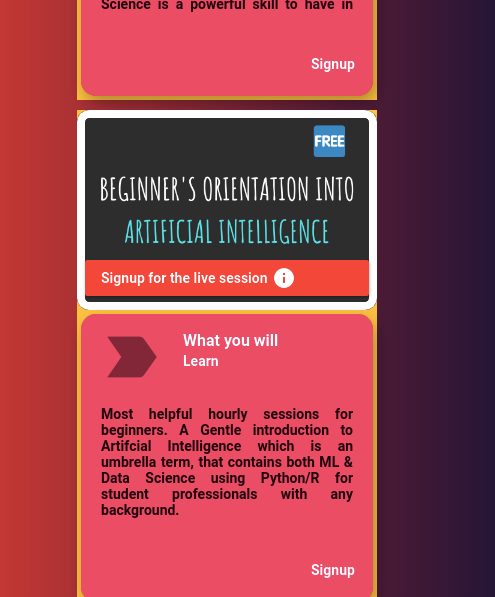 Science is a powerful skill to have in
Signup
FREE
BEGINNER'S ORIENTATION INTO
ARTIFICIAL INTELLIGENCE
Signup for the live session i
What you will
Learn
Most helpful hourly sessions for
beginners. A Gentle introduction to
Artifcial Intelligence which is an
umbrella term, that contains both ML &
Data Science using Python/R for
student professionals with any
background.
Signup